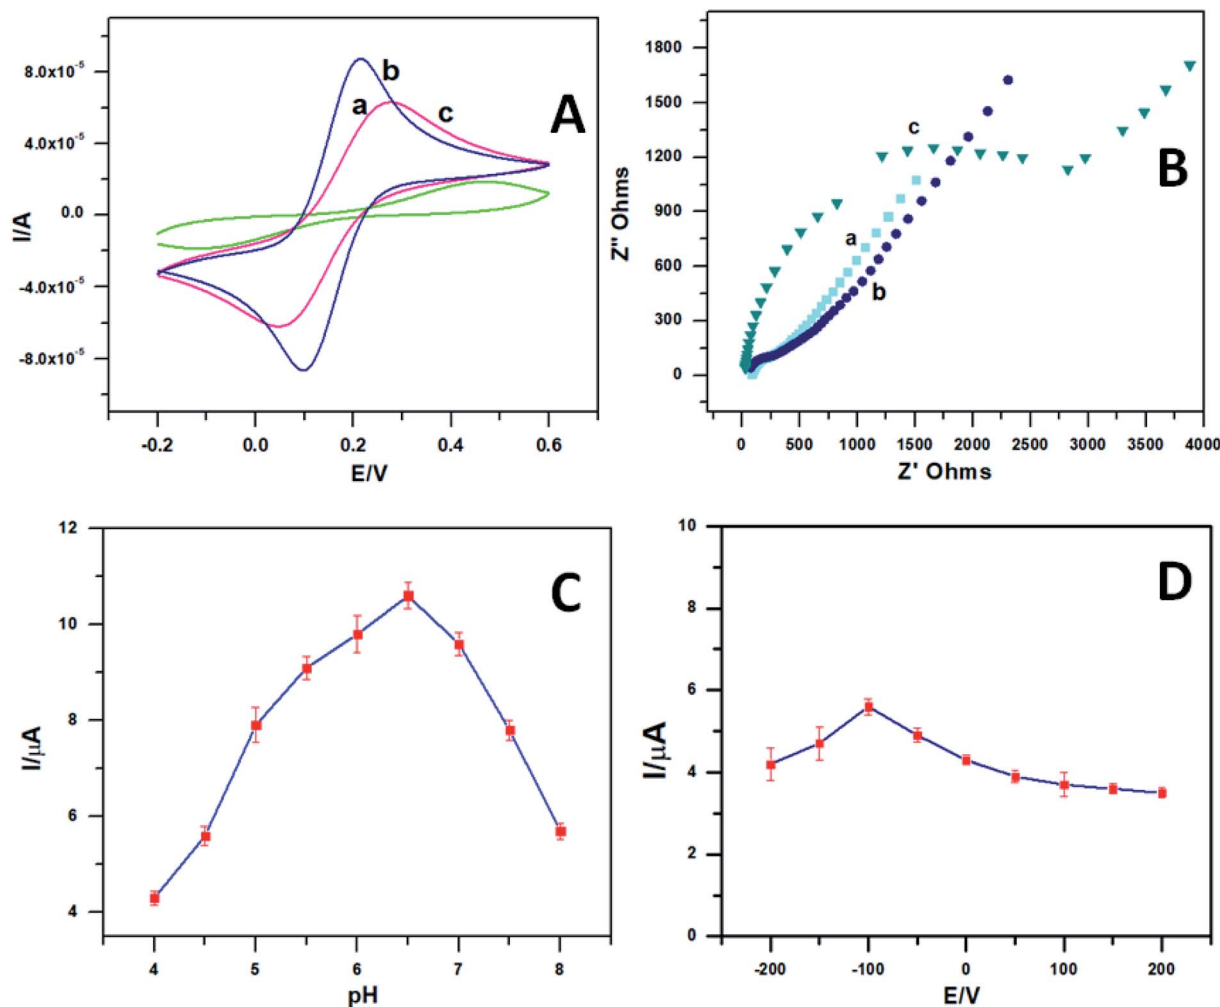 A
8.0x10⁻⁵
4.0x10⁻⁵
0.0
-4.0x10⁻⁵
-8.0x10⁻⁵
I/A
a
b
c
-0.2
0.0
0.2
0.4
0.6
E/V
B
1800
1500
1200
900
600
300
0
Z" Ohms
c
a
b
0
500
1000
1500
2000
2500
3000
3500
4000
Z' Ohms
C
12
10
8
6
4
I/μA
4
5
6
7
8
pH
D
10
8
6
4
2
0
I/μA
-200
-100
0
100
200
E/V